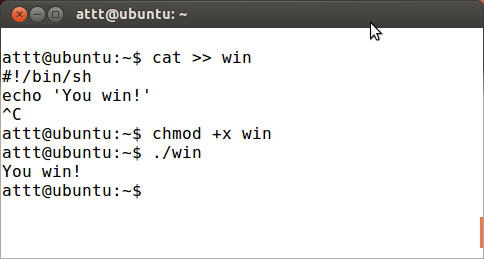 attt@ubuntu: ~
attt@ubuntu:~$ cat >> win
#!/bin/sh
echo 'You win!'
^C
attt@ubuntu:~$ chmod +x win
attt@ubuntu:~$ ./win
You win!
attt@ubuntu:~$